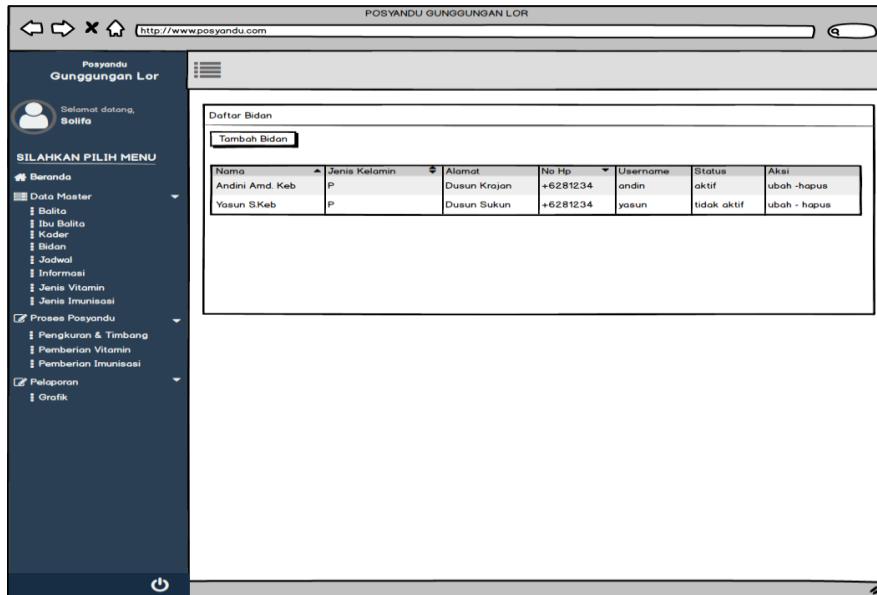 POSYANDU GUNGGUNGAN LOR
http://www.posyandu.com
Posyandu
Gunggungan Lor
Selamat datang,
Solifa
SILAHKAN PILIH MENU
Beranda
Data Master
Balita
Ibu Balita
Kader
Bidan
Jadwal
Informasi
Jenis Vitamin
Jenis Imunisasi
Proses Posyandu
Pengkuran & Timbang
Pemberian Vitamin
Pemberian Imunisasi
Pelaporan
Grafik
Daftar Bidan
Tambah Bidan
Nama Jenis Kelamin Alamat No Hp Username Status Aksi
Andini Amd. Keb P Dusun Krajan +6281234 andin aktif ubah -hapus
Yasun S.Keb P Dusun Sukun +6281234 yasun tidak aktif ubah - hapus